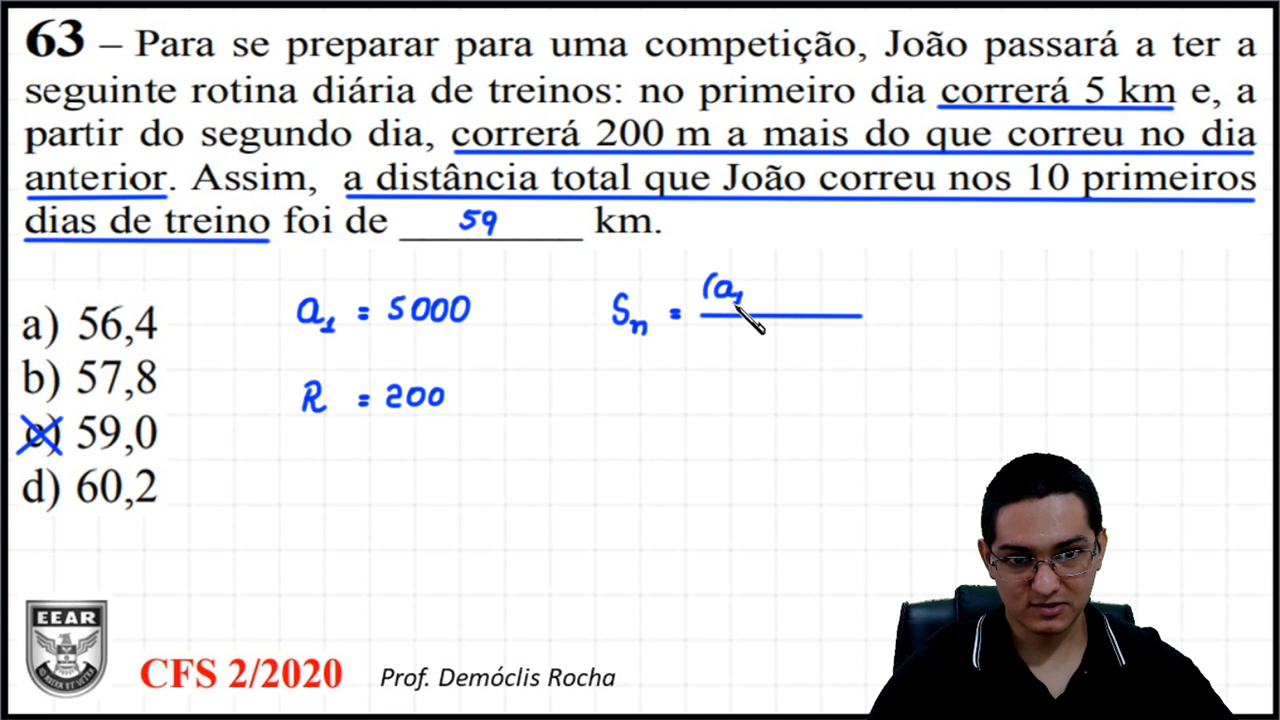 63 – Para se preparar para uma competição, João passará a ter a
seguinte rotina diária de treinos: no primeiro dia correrá 5 km e, a
partir do segundo dia, correrá 200 m a mais do que correu no dia
anterior. Assim, a distância total que João correu nos 10 primeiros
dias de treino foi de 59 km.
a) 56,4
b) 57,8
c) 59,0
d) 60,2
a₁ = 5000
R = 200
Sₙ = (a₁
EEAR
CFS 2/2020
Prof. Demóclis Rocha